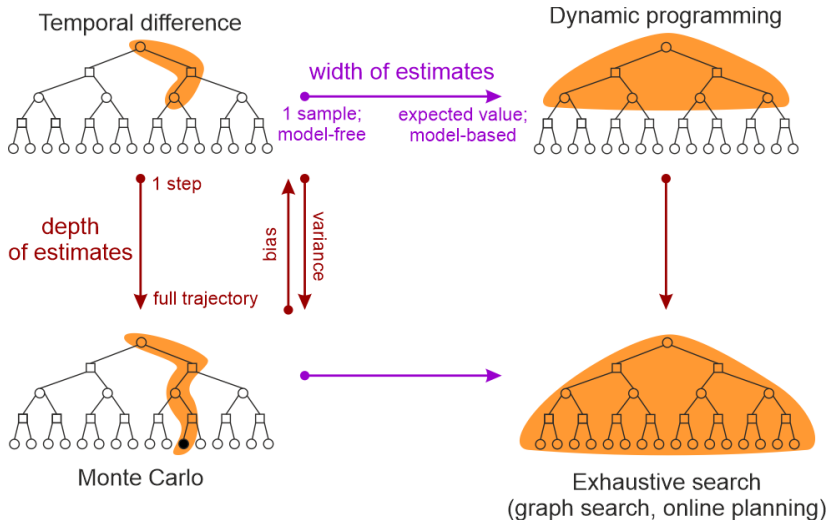 Temporal difference
Dynamic programming
width of estimates
1 sample;
model-free
expected value;
model-based
1 step
depth
of estimates
bias
variance
full trajectory
Monte Carlo
Exhaustive search
(graph search, online planning)